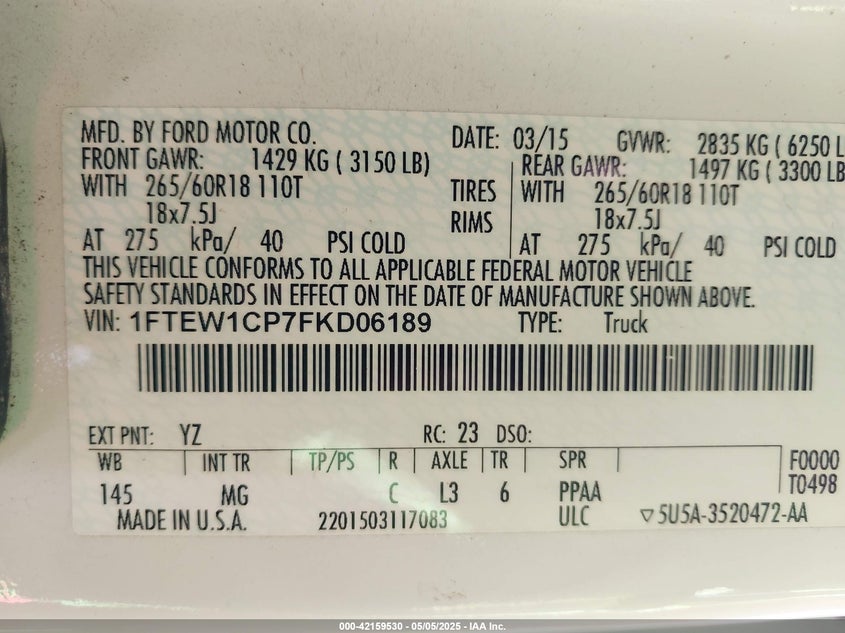 MFD. BY FORD MOTOR CO. DATE: 03/15 GVWR: 2835 KG ( 6250 L
FRONT GAWR: 1429 KG ( 3150 LB) REAR GAWR: 1497 KG ( 3300 LB
WITH 265/60R18 110T TIRES WITH 265/60R18 110T
18x7.5J RIMS 18x7.5J
AT 275 kPa/ 40 PSI COLD AT 275 kPa/ 40 PSI COLD
THIS VEHICLE CONFORMS TO ALL APPLICABLE FEDERAL MOTOR VEHICLE
SAFETY STANDARDS IN EFFECT ON THE DATE OF MANUFACTURE SHOWN ABOVE.
VIN: 1FTEW1CP7FKD06189 TYPE: Truck
EXT PNT: YZ RC: 23 DSO:
WB INT TR TP/PS R AXLE TR SPR F0000
145 MG C L3 6 PPAA T0498
MADE IN U.S.A. 2201503117083 ULC ▽5U5A-3520472-AA
000-42159530 - 05/05/2025 - IAA Inc.